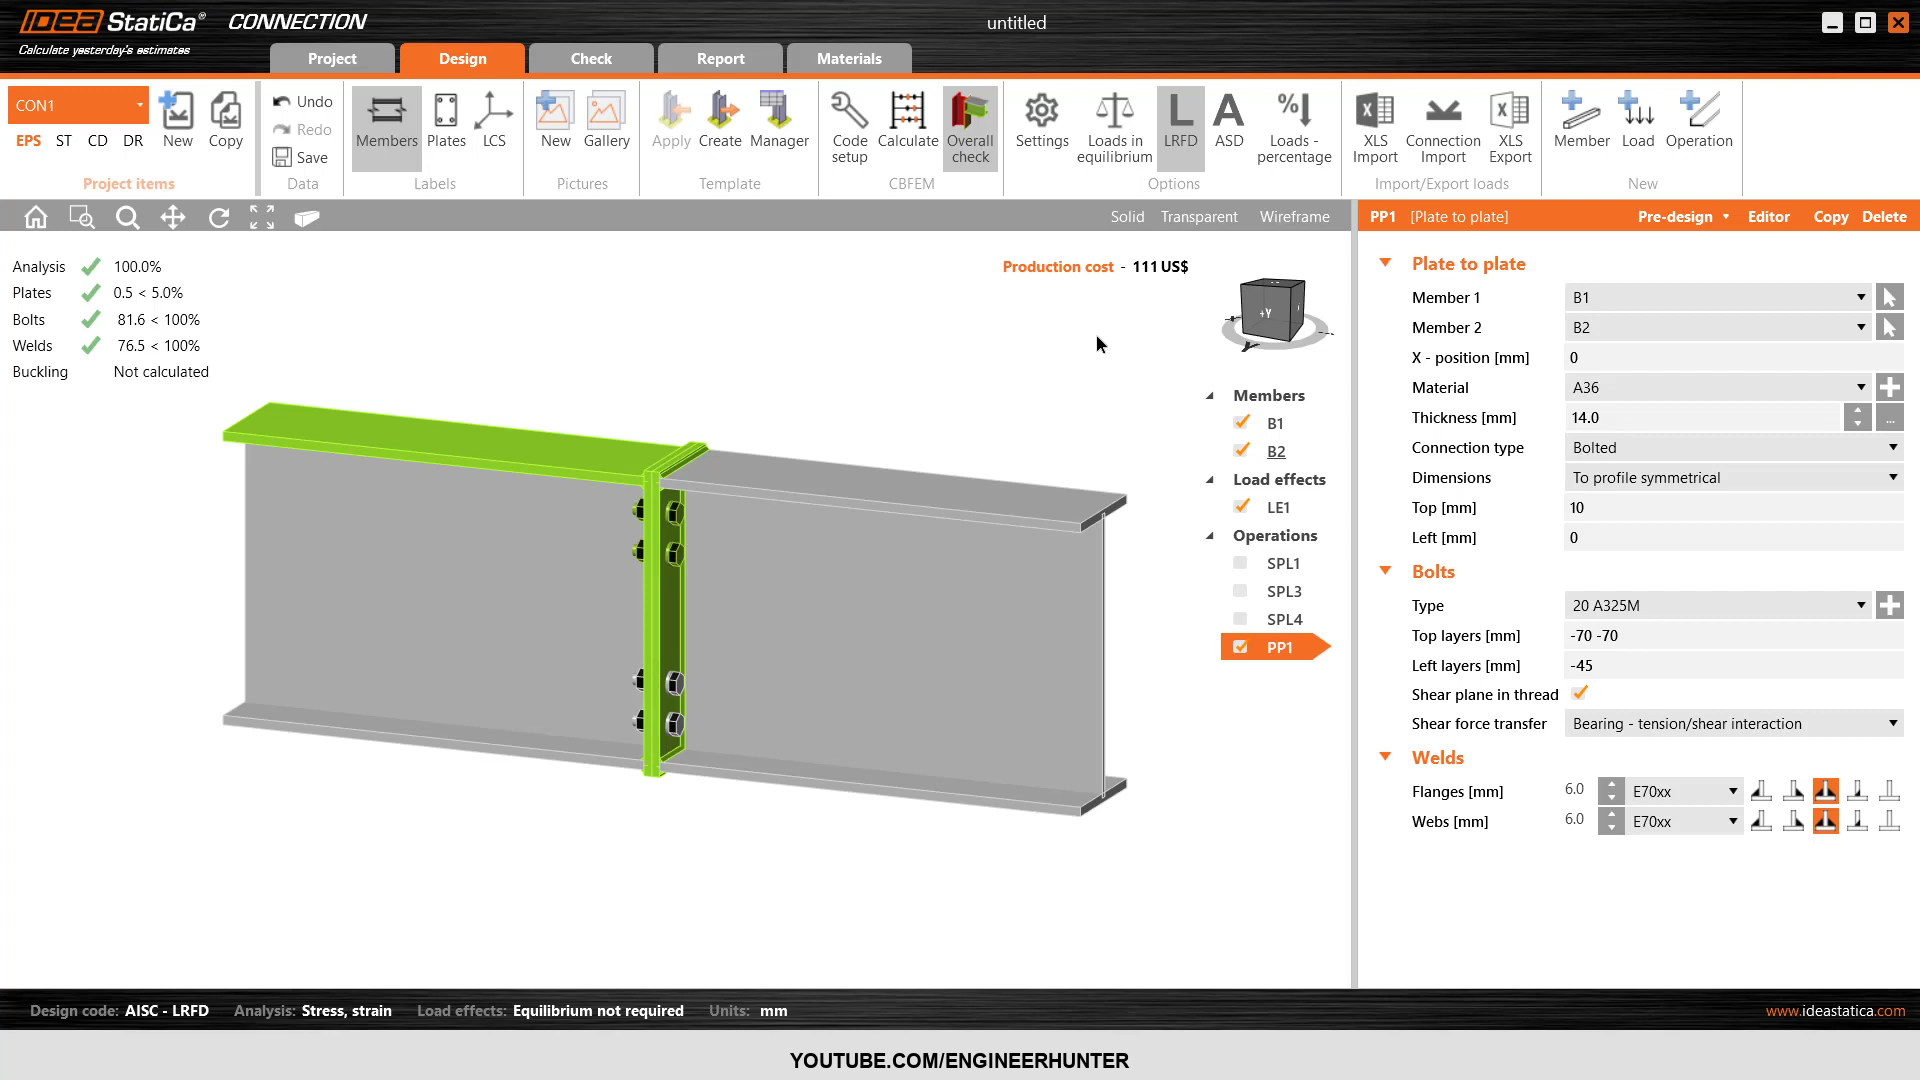 IDEA StatiCa® CONNECTION
Calculate yesterday's estimates
untitled
Project Design Check Report Materials
CON1
EPS ST CD DR
New Copy
Project items
Undo
Redo
Save
Data
Members Plates LCS
Labels
New Gallery
Pictures
Apply Create Manager
Template
Code setup Calculate Overall check
CBFEM
Settings Loads in equilibrium LRFD ASD Loads - percentage
Options
XLS Import Connection Import XLS Export
Import/Export loads
Member Load Operation
New
Solid Transparent Wireframe
PP1 [Plate to plate] Pre-design Editor Copy Delete
Analysis 100.0%
Plates 0.5 < 5.0%
Bolts 81.6 < 100%
Welds 76.5 < 100%
Buckling Not calculated
Production cost - 111 US$
+Y
Members
B1
B2
Load effects
LE1
Operations
SPL1
SPL3
SPL4
PP1
Plate to plate
Member 1 B1
Member 2 B2
X - position [mm] 0
Material A36
Thickness [mm] 14.0 ...
Connection type Bolted
Dimensions To profile symmetrical
Top [mm] 10
Left [mm] 0
Bolts
Type 20 A325M
Top layers [mm] -70 -70
Left layers [mm] -45
Shear plane in thread
Shear force transfer Bearing - tension/shear interaction
Welds
Flanges [mm] 6.0 E70xx
Webs [mm] 6.0 E70xx
Design code: AISC - LRFD Analysis: Stress, strain Load effects: Equilibrium not required Units: mm
www.ideastatica.com
YOUTUBE.COM/ENGINEERHUNTER